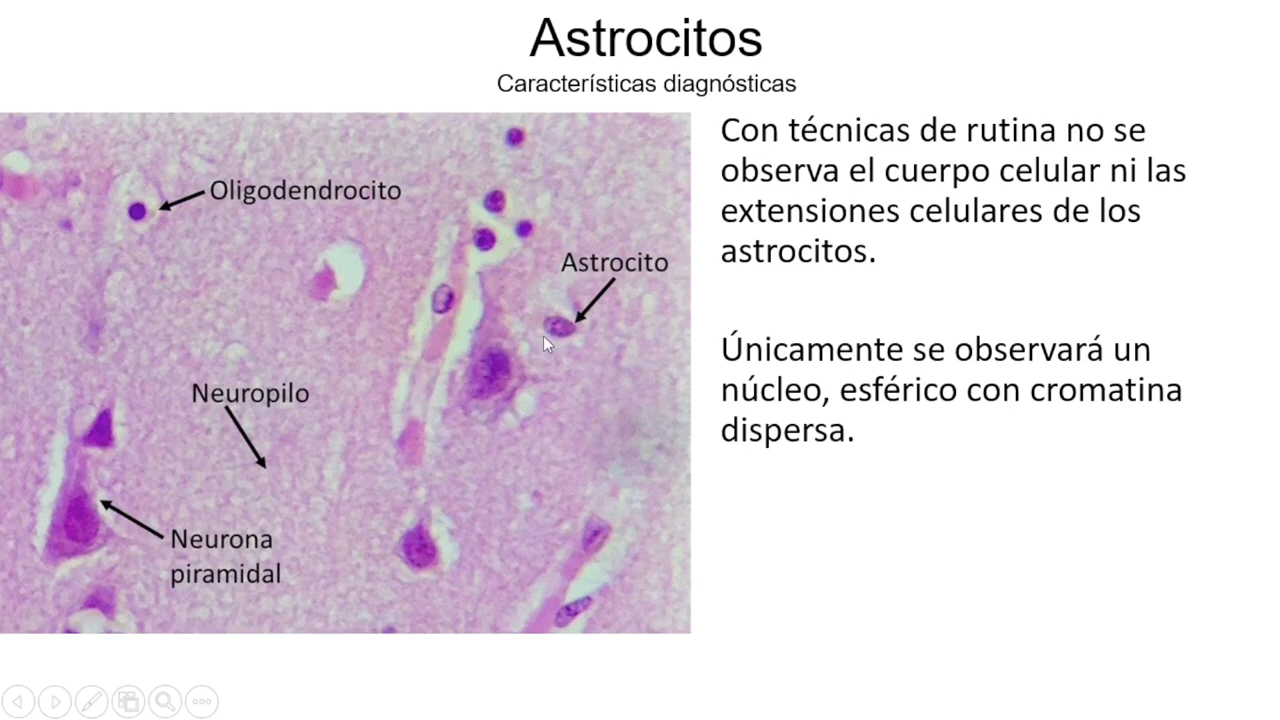 Astrocitos
Características diagnósticas
Oligodendrocito
Astrocito
Neuropilo
Neurona
piramidal
Con técnicas de rutina no se
observa el cuerpo celular ni las
extensiones celulares de los
astrocitos.
Únicamente se observará un
núcleo, esférico con cromatina
dispersa.